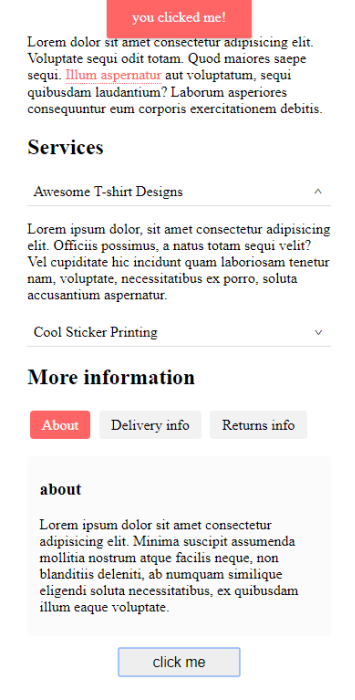 you clicked me!
Lorem dolor sit amet consectetur adipisicing elit.
Voluptate sequi odit totam. Quod maiores saepe
sequi. Illum aspernatur aut voluptatum, sequi
quibusdam laudantium? Laborum asperiores
consequuntur eum corporis exercitationem debitis.
Services
Awesome T-shirt Designs
Lorem ipsum dolor, sit amet consectetur adipisicing
elit. Officiis possimus, a natus totam sequi velit?
Vel cupiditate hic incidunt quam laboriosam tenetur
nam, voluptate, necessitatibus ex porro, soluta
accusantium aspernatur.
Cool Sticker Printing
More information
About Delivery info Returns info
about
Lorem ipsum dolor sit amet consectetur
adipisicing elit. Minima suscipit assumenda
mollitia nostrum atque facilis neque, non
blanditiis deleniti, ab numquam similique
eligendi soluta necessitatibus, ex quibusdam
illum eaque voluptate.
click me